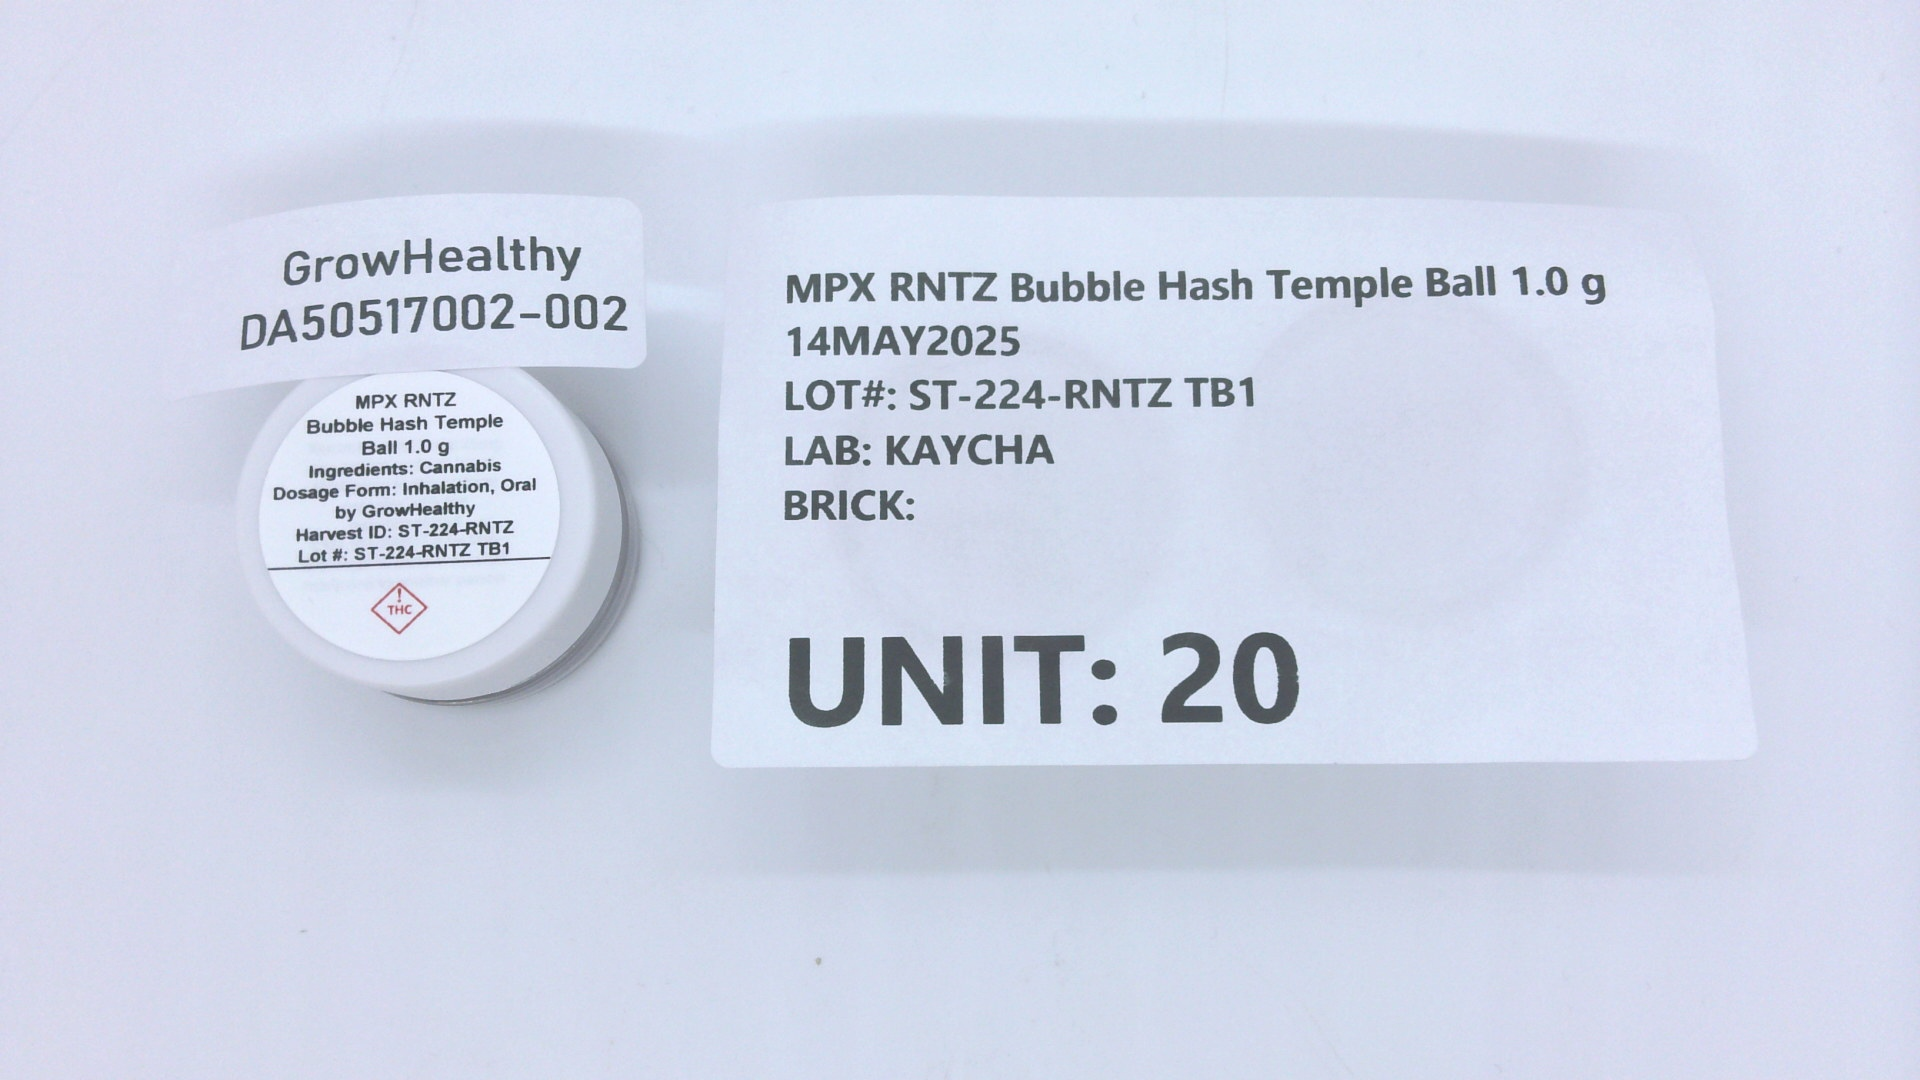 GrowHealthy
DA50517002-002
MPX RNTZ
Bubble Hash Temple
Ball 1.0 g
Ingredients: Cannabis
Dosage Form: Inhalation, Oral
by GrowHealthy
Harvest ID: ST-224-RNTZ
Lot #: ST-224-RNTZ TB1
!
THC
MPX RNTZ Bubble Hash Temple Ball 1.0 g
14MAY2025
LOT#: ST-224-RNTZ TB1
LAB: KAYCHA
BRICK:
UNIT: 20